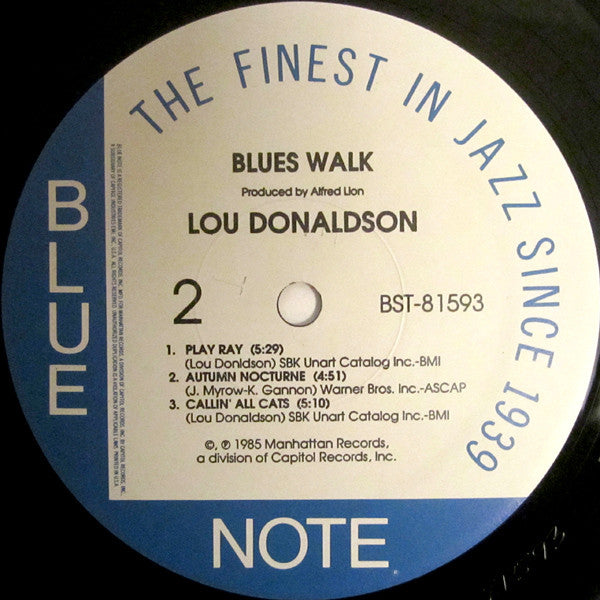 THE FINEST IN JAZZ SINCE 1939
BLUES WALK
Produced by Alfred Lion
LOU DONALDSON
2
BST-81593
1. PLAY RAY (5:29)
(Lou Donldson) SBK Unart Catalog Inc.-BMI
2. AUTUMN NOCTURNE (4:51)
(J. Myrow-K. Gannon) Warner Bros. Inc-ASCAP
3. CALLIN' ALL CATS (5:10)
(Lou Donaldson) SBK Unart Catalog Inc.-BMI
©, ℗ 1985 Manhattan Records,
a division of Capitol Records, Inc.
BLUE
NOTE